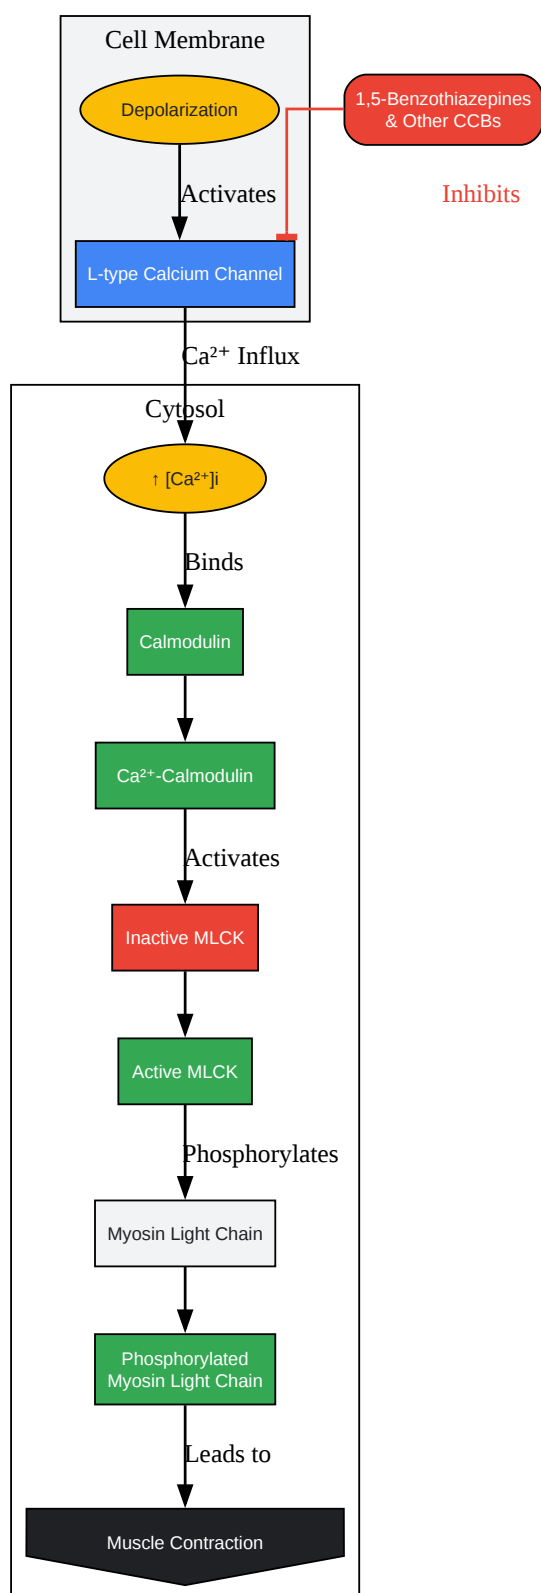 Cell Membrane
Depolarization
1,5-Benzothiazepines
& Other CCBs
Activates
Inhibits
L-type Calcium Channel
Ca²⁺ Influx
Cytosol
↑ [Ca²⁺]i
Binds
Calmodulin
Ca²⁺-Calmodulin
Activates
Inactive MLCK
Active MLCK
Phosphorylates
Myosin Light Chain
Phosphorylated
Myosin Light Chain
Leads to
Muscle Contraction